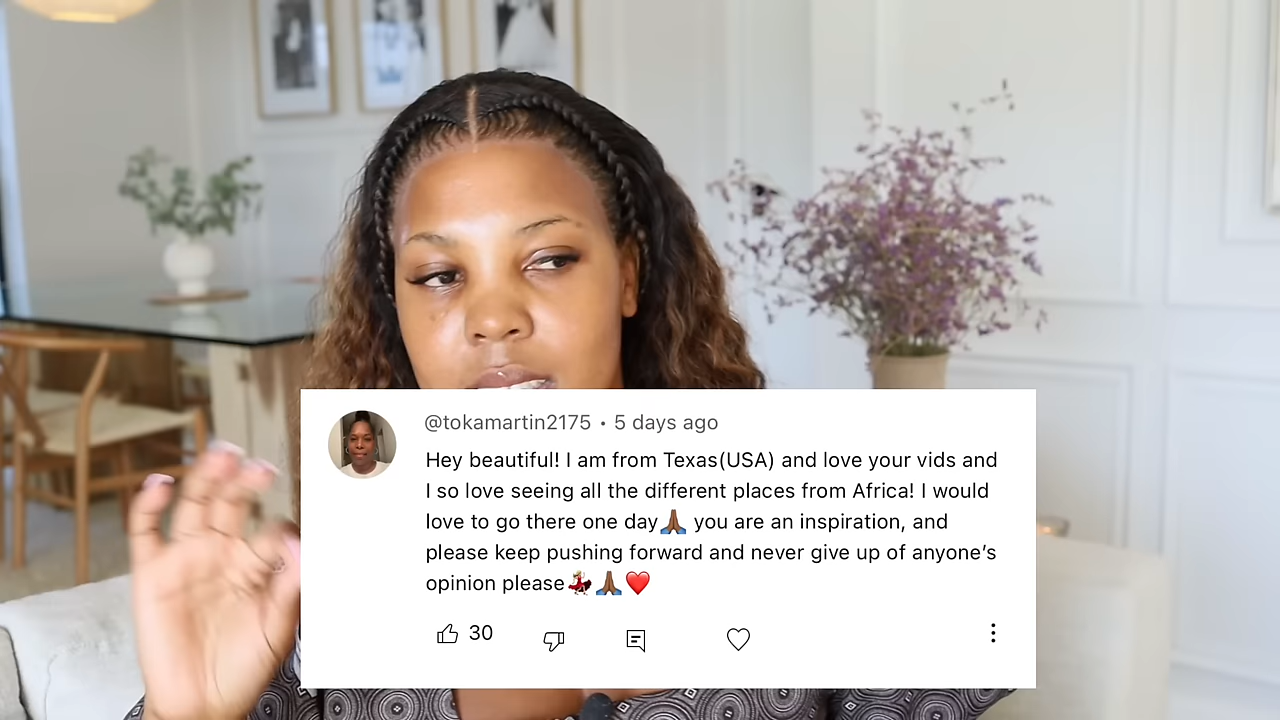 @tokamartin2175 • 5 days ago
Hey beautiful! I am from Texas(USA) and love your vids and
I so love seeing all the different places from Africa! I would
love to go there one day🙏🏾 you are an inspiration, and
please keep pushing forward and never give up of anyone’s
opinion please💃🏻🙏🏾❤️
30